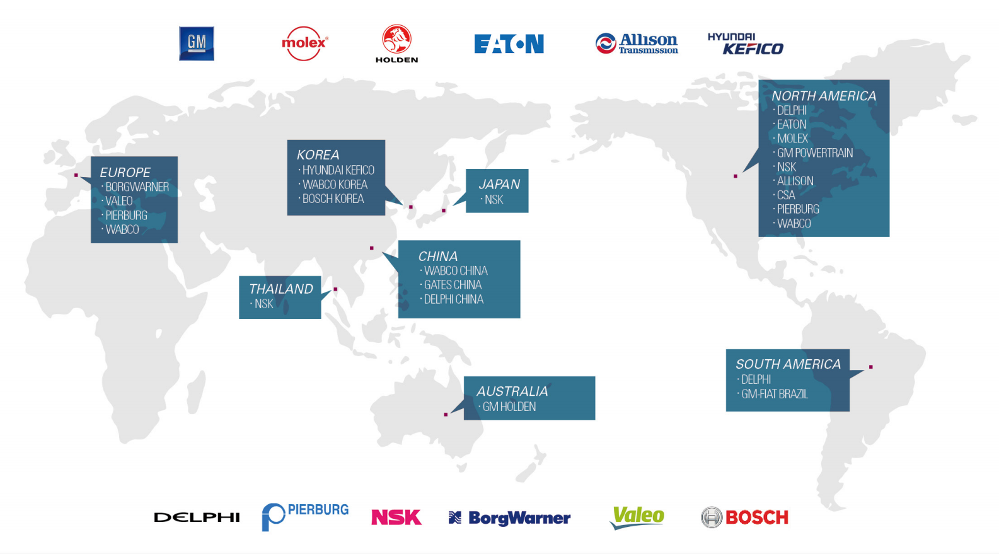 GM
molex®
HOLDEN
EATON
Allison
Transmission
HYUNDAI
KEFICO
NORTH AMERICA
· DELPHI
· EATON
· MOLEX
· GM POWERTRAIN
· NSK
· ALLISON
· CSA
· PIERBURG
· WABCO
EUROPE
· BORGWARNER
· VALEO
· PIERBURG
· WABCO
KOREA
· HYUNDAI KEFICO
· WABCO KOREA
· BOSCH KOREA
JAPAN
· NSK
CHINA
· WABCO CHINA
· GATES CHINA
· DELPHI CHINA
THAILAND
· NSK
SOUTH AMERICA
· DELPHI
· GM-FIAT BRAZIL
AUSTRALIA
· GM HOLDEN
DELPHI
PIERBURG
NSK
BorgWarner
Valeo
BOSCH